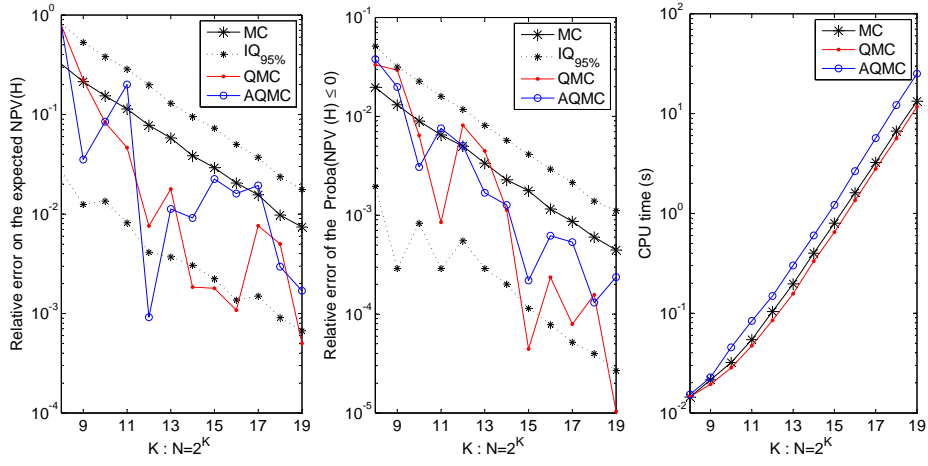 Relative error on the expected NPV(H)
10^0
10^-1
10^-2
10^-3
10^-4
9 11 13 15 17 19
K : N=2^K
MC
IQ_95%
QMC
AQMC
Relative error of the Proba(NPV (H) ≤ 0)
10^-1
10^-2
10^-3
10^-4
10^-5
9 11 13 15 17 19
K : N=2^K
MC
IQ_95%
QMC
AQMC
CPU time (s)
10^2
10^1
10^0
10^-1
10^-2
9 11 13 15 17 19
K : N=2^K
MC
QMC
AQMC